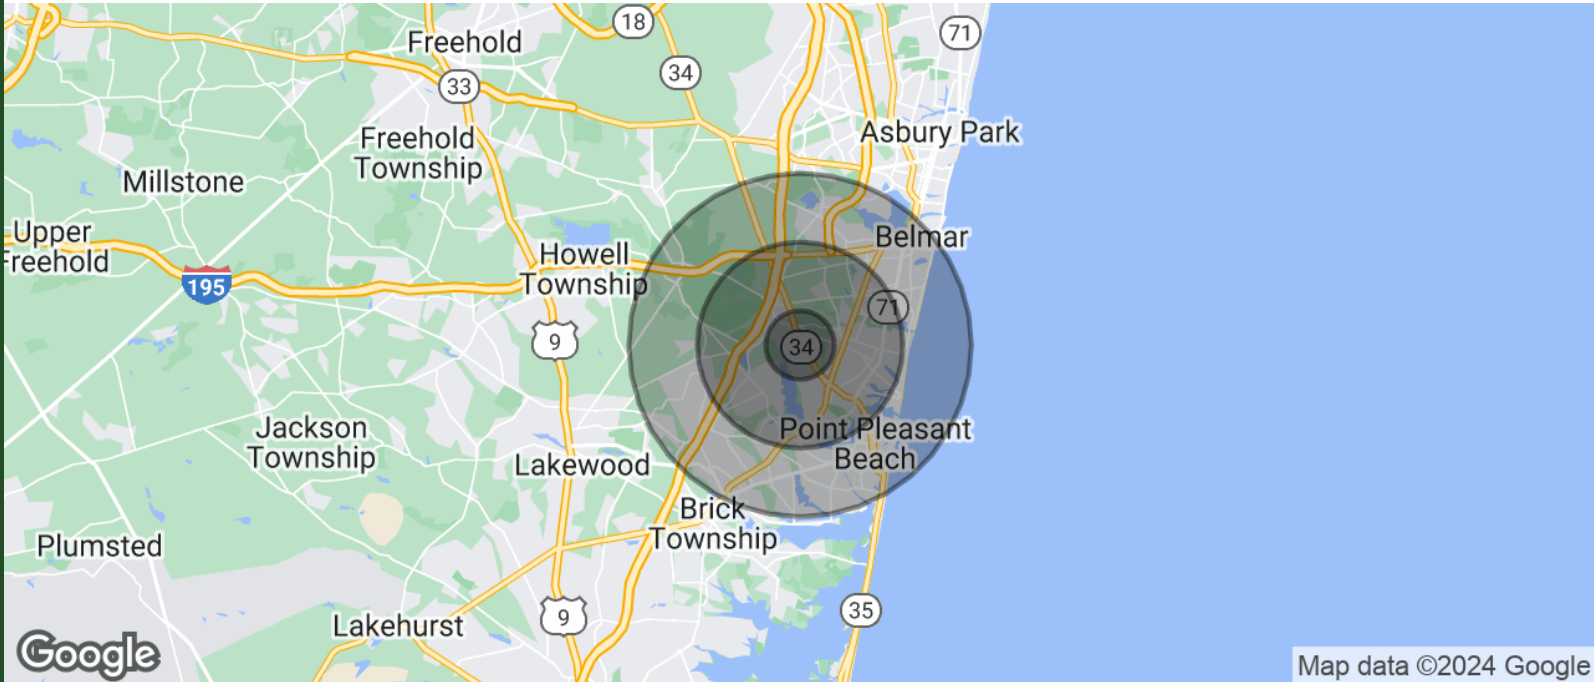 18
71
Freehold
34
33
Asbury Park
Freehold
Township
Millstone
Upper
Freehold
Belmar
Howell
Township
195
71
9
34
Jackson
Township
Point Pleasant
Beach
Lakewood
Brick
Township
Plumsted
35
9
Lakehurst
Google
Map data ©2024 Google